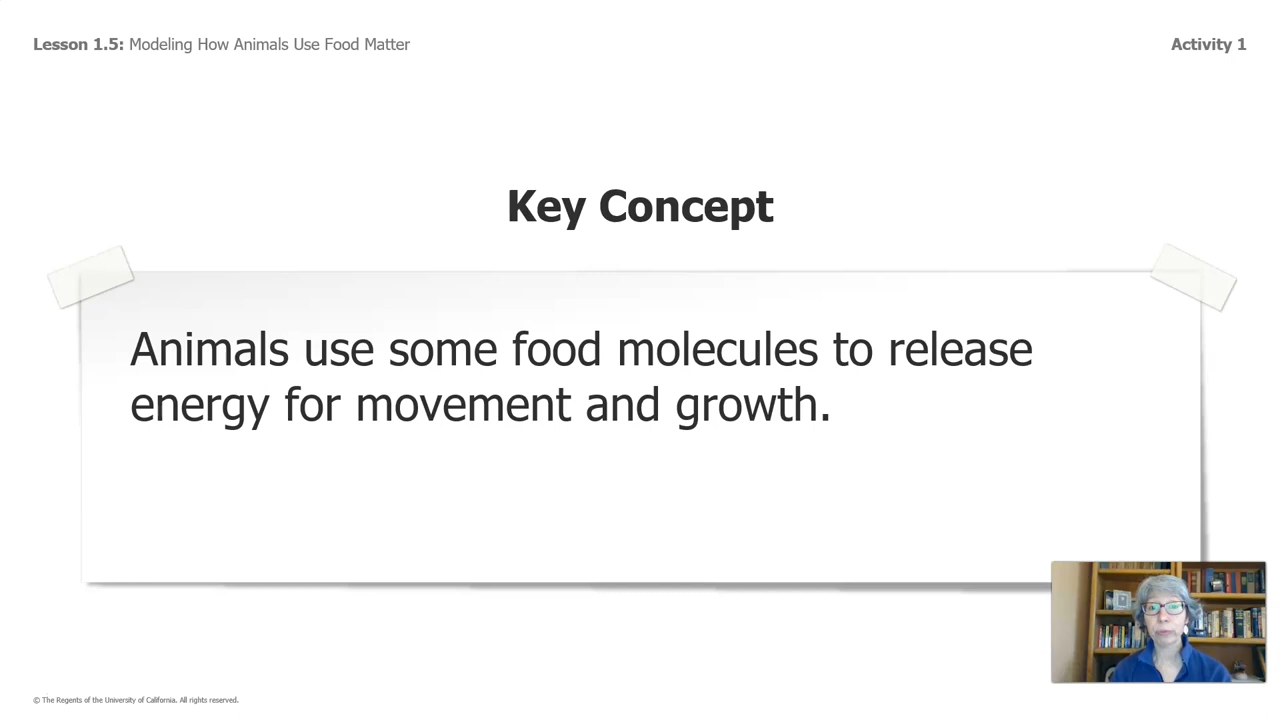 Lesson 1.5: Modeling How Animals Use Food Matter
Activity 1
Key Concept
Animals use some food molecules to release
energy for movement and growth.
© The Regents of the University of California. All rights reserved.